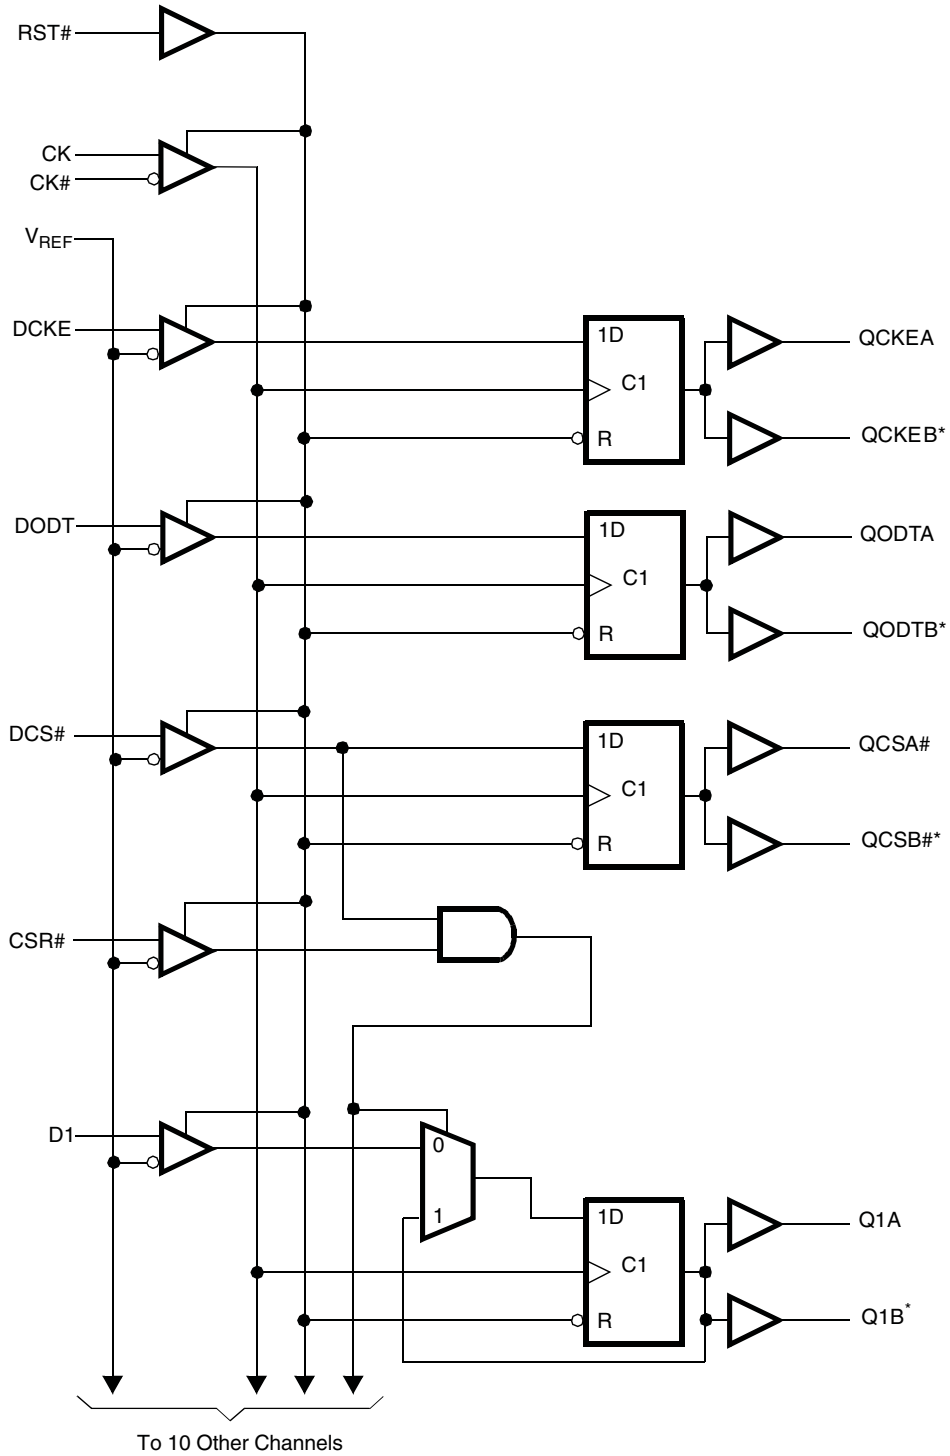 RST#
CK
CK#
VREF
DCKE
1D
C1
R
QCKEA
QCKEB*
DODT
1D
C1
R
QODTA
QODTB*
DCS#
1D
C1
R
QCSA#
QCSB#*
CSR#
D1
0
1
1D
C1
R
Q1A
Q1B*
To 10 Other Channels